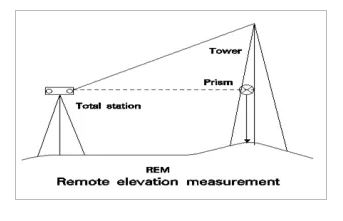 Tower
Prism
Total station
REM
Remote elevation measurement